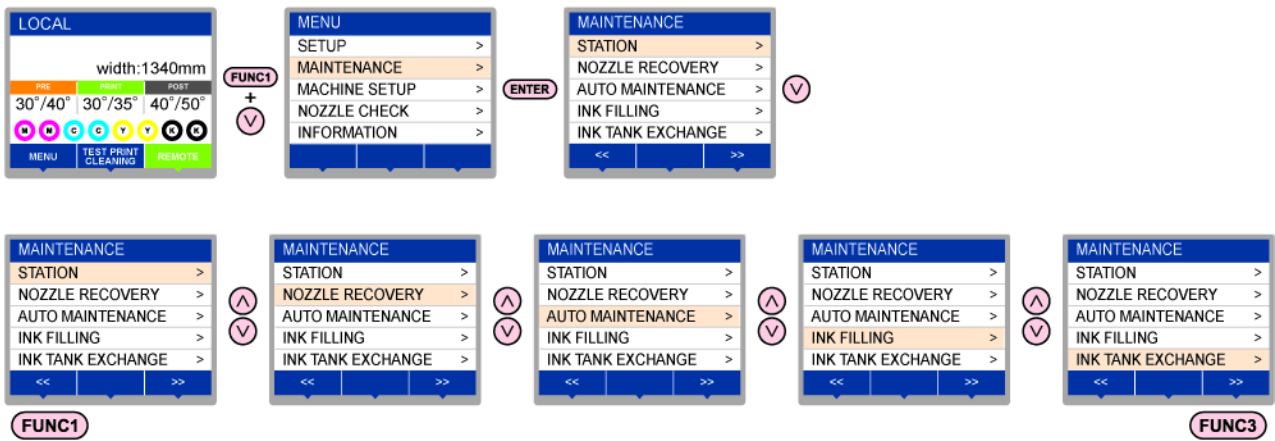 LOCAL
width:1340mm
PRE PRINT POST
30°/40° 30°/35° 40°/50°
M M C C Y Y K K
MENU TEST PRINT CLEANING REMOTE
FUNC1
+
MENU
SETUP >
MAINTENANCE >
MACHINE SETUP >
NOZZLE CHECK >
INFORMATION >
ENTER
MAINTENANCE
STATION >
NOZZLE RECOVERY >
AUTO MAINTENANCE >
INK FILLING >
INK TANK EXCHANGE >
<< >>
MAINTENANCE
STATION >
NOZZLE RECOVERY >
AUTO MAINTENANCE >
INK FILLING >
INK TANK EXCHANGE >
<< >>
FUNC1
MAINTENANCE
STATION >
NOZZLE RECOVERY >
AUTO MAINTENANCE >
INK FILLING >
INK TANK EXCHANGE >
<< >>
MAINTENANCE
STATION >
NOZZLE RECOVERY >
AUTO MAINTENANCE >
INK FILLING >
INK TANK EXCHANGE >
<< >>
MAINTENANCE
STATION >
NOZZLE RECOVERY >
AUTO MAINTENANCE >
INK FILLING >
INK TANK EXCHANGE >
<< >>
MAINTENANCE
STATION >
NOZZLE RECOVERY >
AUTO MAINTENANCE >
INK FILLING >
INK TANK EXCHANGE >
<< >>
FUNC3